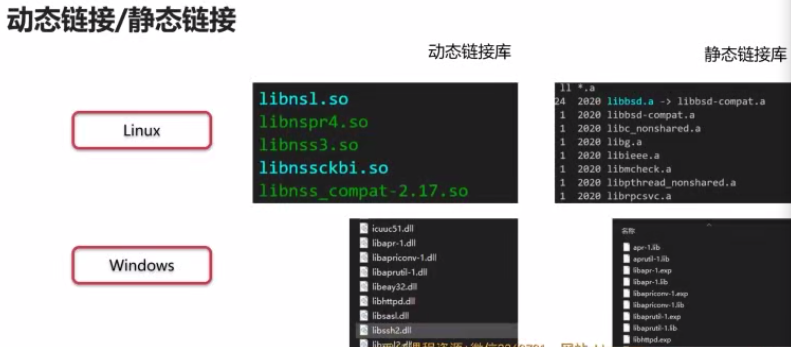 动态链接/静态链接
动态链接库
静态链接库
Linux
libnsl.so
libnspr4.so
libnss3.so
libnssckbi.so
libnss_compat-2.17.so
ll *.a
24 2020 libbsd.a -> libbsd-compat.a
1 2020 libbsd-compat.a
1 2020 libc_nonshared.a
1 2020 libg.a
1 2020 libieee.a
1 2020 libmcheck.a
1 2020 libpthread_nonshared.a
1 2020 librpcsvc.a
Windows
icuuc51.dll
libapr-1.dll
libapriconv-1.dll
libaprutil-1.dll
libeay32.dll
libhttpd.dll
libsasl.dll
libssh2.dll
名称
apr-1.lib
aprutil-1.lib
libapr-1.exp
libapr-1.lib
libapriconv-1.exp
libapriconv-1.lib
libaprutil-1.exp
libaprutil-1.lib
libhttpd.exp